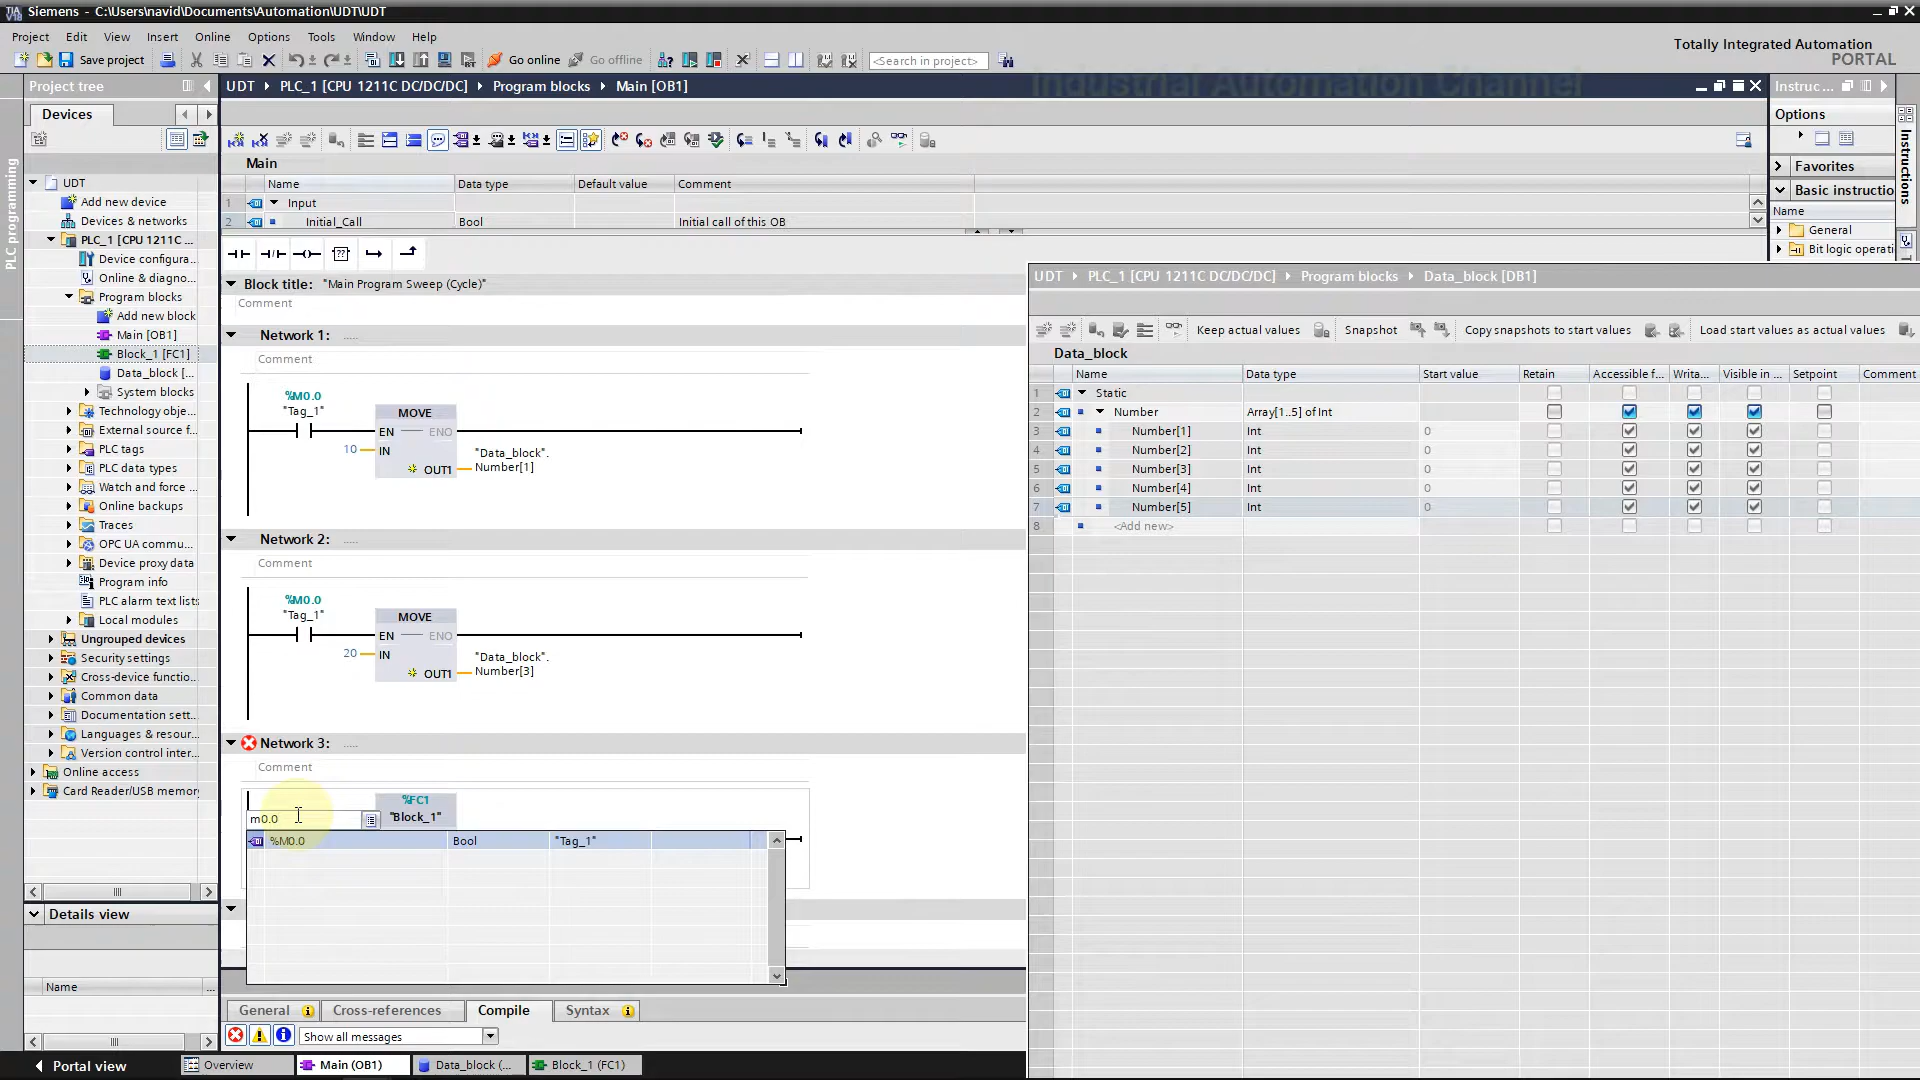 Siemens - C:\Users\navid\Documents\Automation\UDT\UDT
Project Edit View Insert Online Options Tools Window Help
Totally Integrated Automation
PORTAL
Save project
Go online
Go offline
<Search in project>
Industrial Automation Channel
Project tree
UDT PLC_1 [CPU 1211C DC/DC/DC] Program blocks Main [OB1]
Instruc...
Devices
Options
PLC programming
Instructions
UDT
Add new device
Devices & networks
PLC_1 [CPU 1211C ...
Device configura...
Online & diagno...
Program blocks
Add new block
Main [OB1]
Block_1 [FC1]
Data_block [...
System blocks
Technology obje...
External source f...
PLC tags
PLC data types
Watch and force ...
Online backups
Traces
OPC UA commu...
Device proxy data
Program info
PLC alarm text lists
Local modules
Ungrouped devices
Security settings
Cross-device functio...
Common data
Documentation sett...
Languages & resour...
Version control inter...
Online access
Card Reader/USB memory
Details view
Name ...
Main
Name Data type Default value Comment
1 Input
2 Initial_Call Bool Initial call of this OB
Favorites
Basic instructio
Name
General
Bit logic operati
Block title: "Main Program Sweep (Cycle)"
Comment
Network 1: .....
Comment
%M0.0
"Tag_1"
MOVE
EN ENO
10 IN
OUT1
"Data_block".
Number[1]
Network 2: .....
Comment
%M0.0
"Tag_1"
MOVE
EN ENO
20 IN
OUT1
"Data_block".
Number[3]
Network 3: .....
Comment
%FC1
"Block_1"
m0.0
%M0.0 Bool "Tag_1"
General Cross-references Compile Syntax
Show all messages
UDT PLC_1 [CPU 1211C DC/DC/DC] Program blocks Data_block [DB1]
Keep actual values Snapshot Copy snapshots to start values Load start values as actual values
Data_block
Name Data type Start value Retain Accessible f... Writa... Visible in ... Setpoint Comment
1 Static
2 Number Array[1..5] of Int
3 Number[1] Int 0
4 Number[2] Int 0
5 Number[3] Int 0
6 Number[4] Int 0
7 Number[5] Int 0
8 <Add new>
Portal view Overview Main (OB1) Data_block (... Block_1 (FC1)